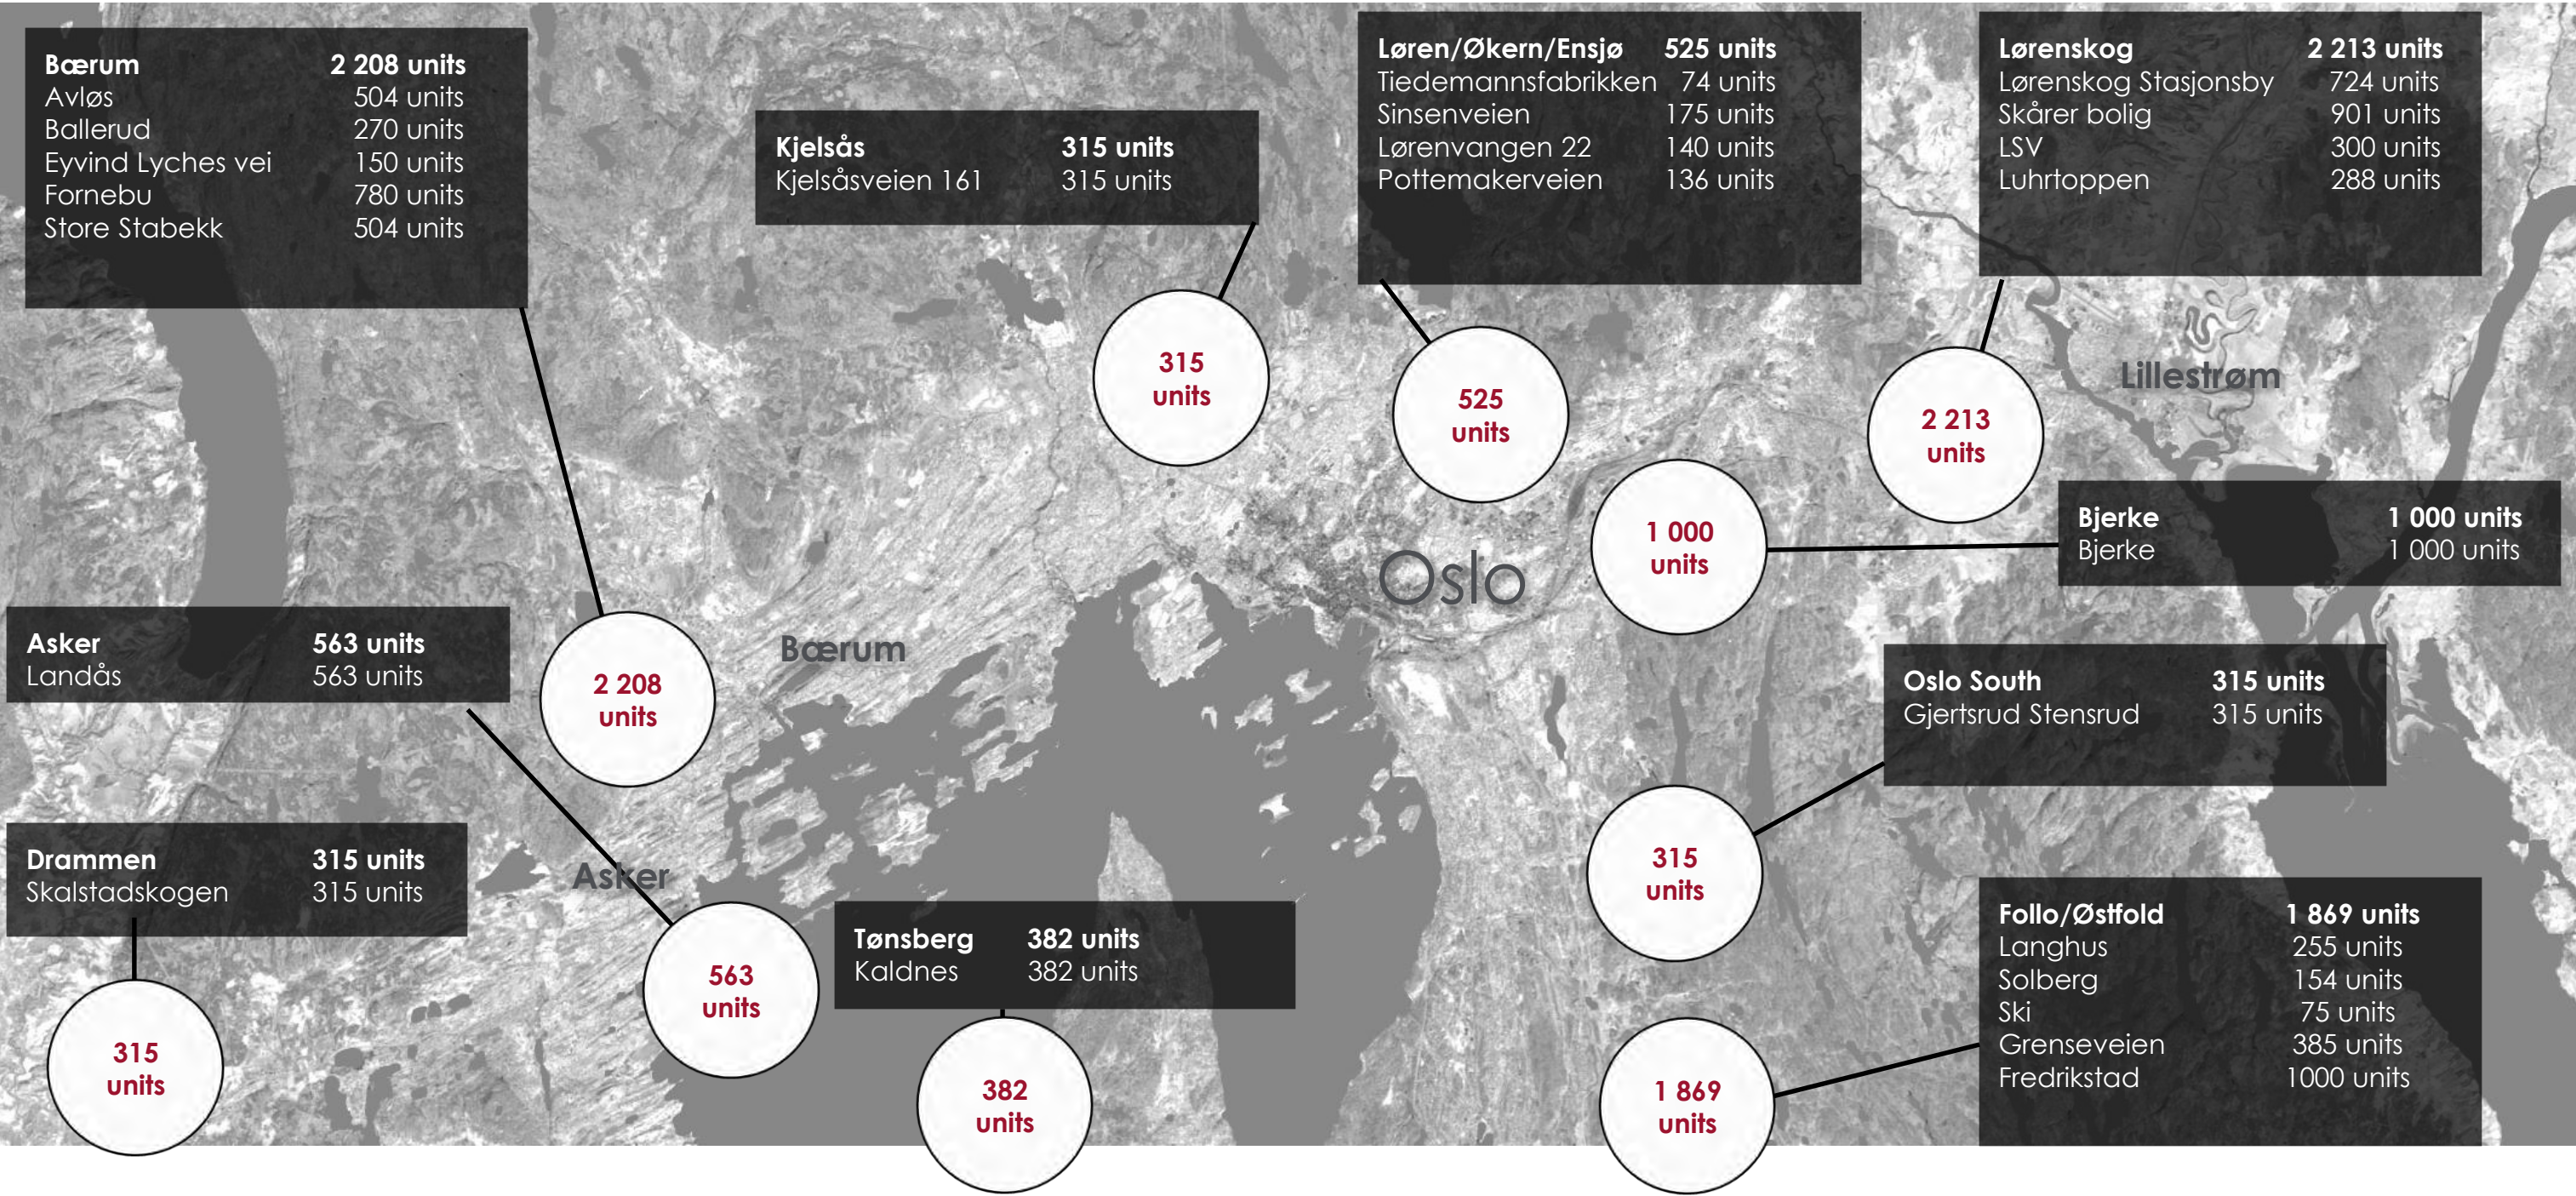 Bærum 2 208 units
Avløs 504 units
Ballerud 270 units
Eyvind Lyches vei 150 units
Fornebu 780 units
Store Stabekk 504 units
Kjelsås 315 units
Kjelsåsveien 161 315 units
Løren/Økern/Ensjø 525 units
Tiedemannsfabrikken 74 units
Sinsenveien 175 units
Lørenvangen 22 140 units
Pottemakerveien 136 units
Lørenskog 2 213 units
Lørenskog Stasjonsby 724 units
Skårer bolig 901 units
LSV 300 units
Luhrtoppen 288 units
315
units
525
units
2 213
units
Lillestrøm
1 000
units
Bjerke 1 000 units
Bjerke 1 000 units
Oslo
Asker 563 units
Landås 563 units
2 208
units
Bærum
Oslo South 315 units
Gjertsrud Stensrud 315 units
Drammen 315 units
Skalstadskogen 315 units
Asker
315
units
Tønsberg 382 units
Kaldnes 382 units
563
units
Follo/Østfold 1 869 units
Langhus 255 units
Solberg 154 units
Ski 75 units
Grenseveien 385 units
Fredrikstad 1000 units
315
units
382
units
1 869
units